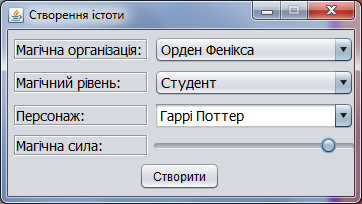 Створення істоти
Магічна організація: Орден Фенікса
Магічний рівень: Студент
Персонаж: Гаррі Поттер
Магічна сила:
Створити